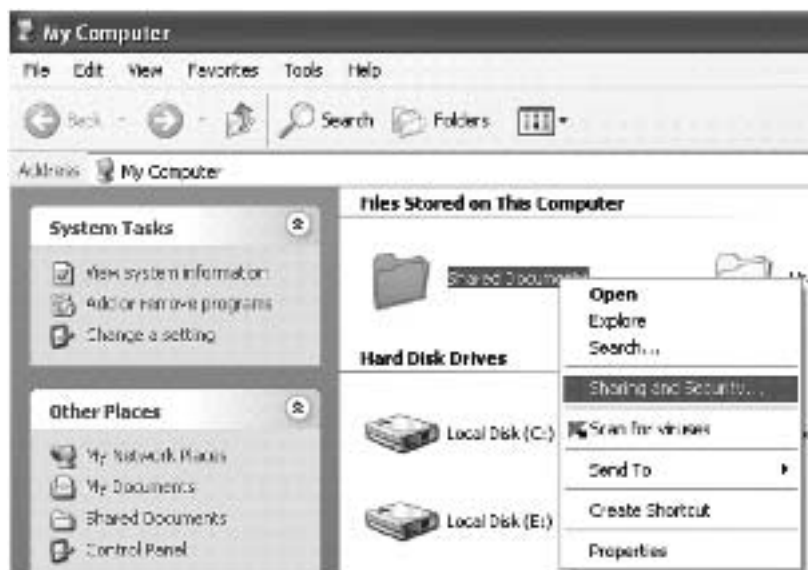 My Computer
File Edit View Favorites Tools Help
Back Search Folders
Address My Computer
System Tasks
View system information
Add or remove programs
Change a setting
Other Places
My Network Places
My Documents
Shared Documents
Control Panel
Files Stored on This Computer
Shared Documents
Hard Disk Drives
Local Disk (C:)
Local Disk (E:)
Open
Explore
Search...
Sharing and Security...
Scan for viruses
Send To
Create Shortcut
Properties